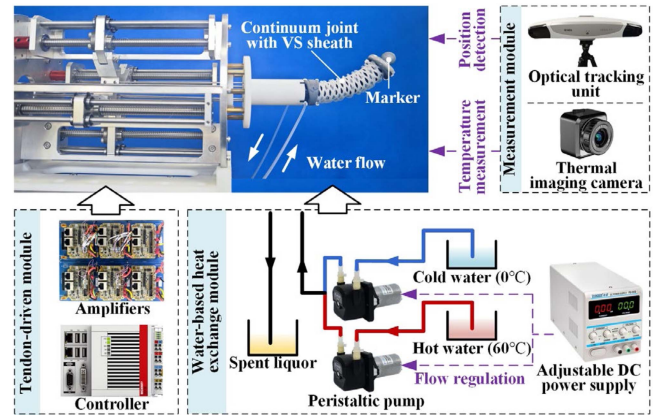 Continuum joint
with VS sheath
Marker
Water flow
Position
detection
Temperature
measurement
Measurement module
Optical tracking
unit
Thermal
imaging camera
Tendon-driven module
Amplifiers
Controller
Water-based heat
exchange module
Spent liquor
Cold water (0°C)
Hot water (60°C)
Flow regulation
Peristaltic pump
Adjustable DC
power supply